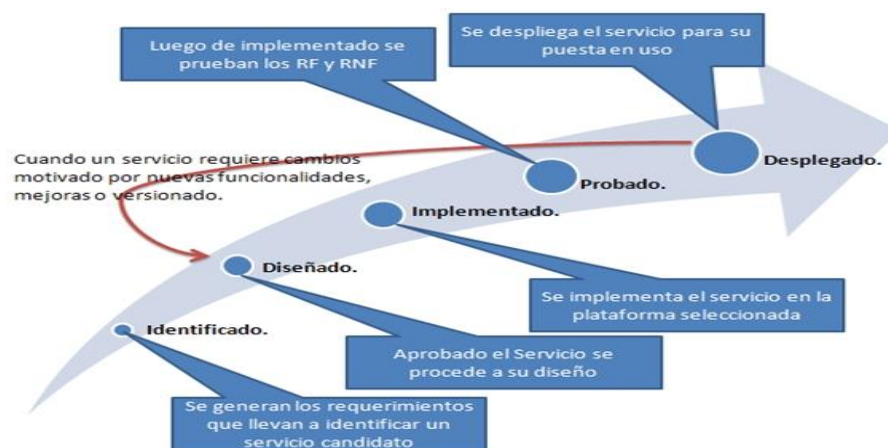 Luego de implementado se
prueban los RF y RNF
Se despliega el servicio para su
puesta en uso
Cuando un servicio requiere cambios
motivado por nuevas funcionalidades,
mejoras o versionado.
Desplegado.
Probado.
Implementado.
Diseñado.
Identificado.
Se implementa el servicio en la
plataforma seleccionada
Aprobado el Servicio se
procede a su diseño
Se generan los requerimientos
que llevan a identificar un
servicio candidato